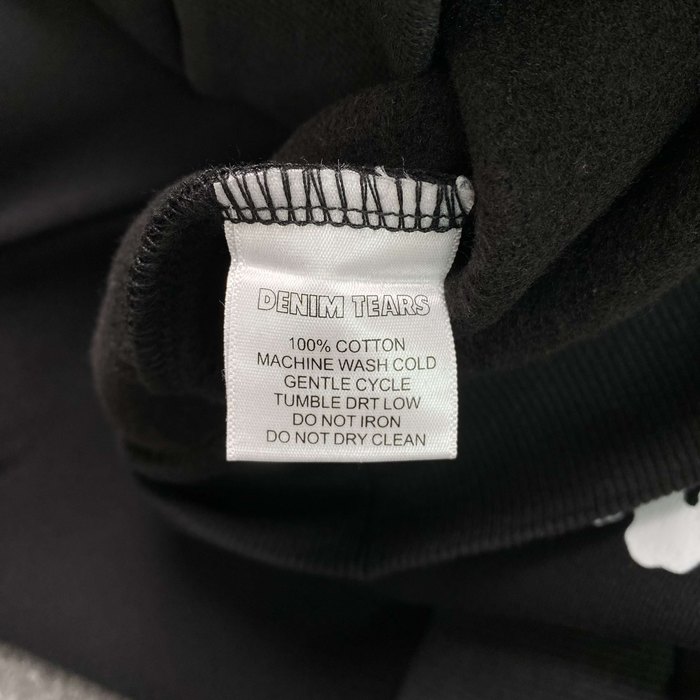 DENIM TEARS
100% COTTON
MACHINE WASH COLD
GENTLE CYCLE
TUMBLE DRT LOW
DO NOT IRON
DO NOT DRY CLEAN